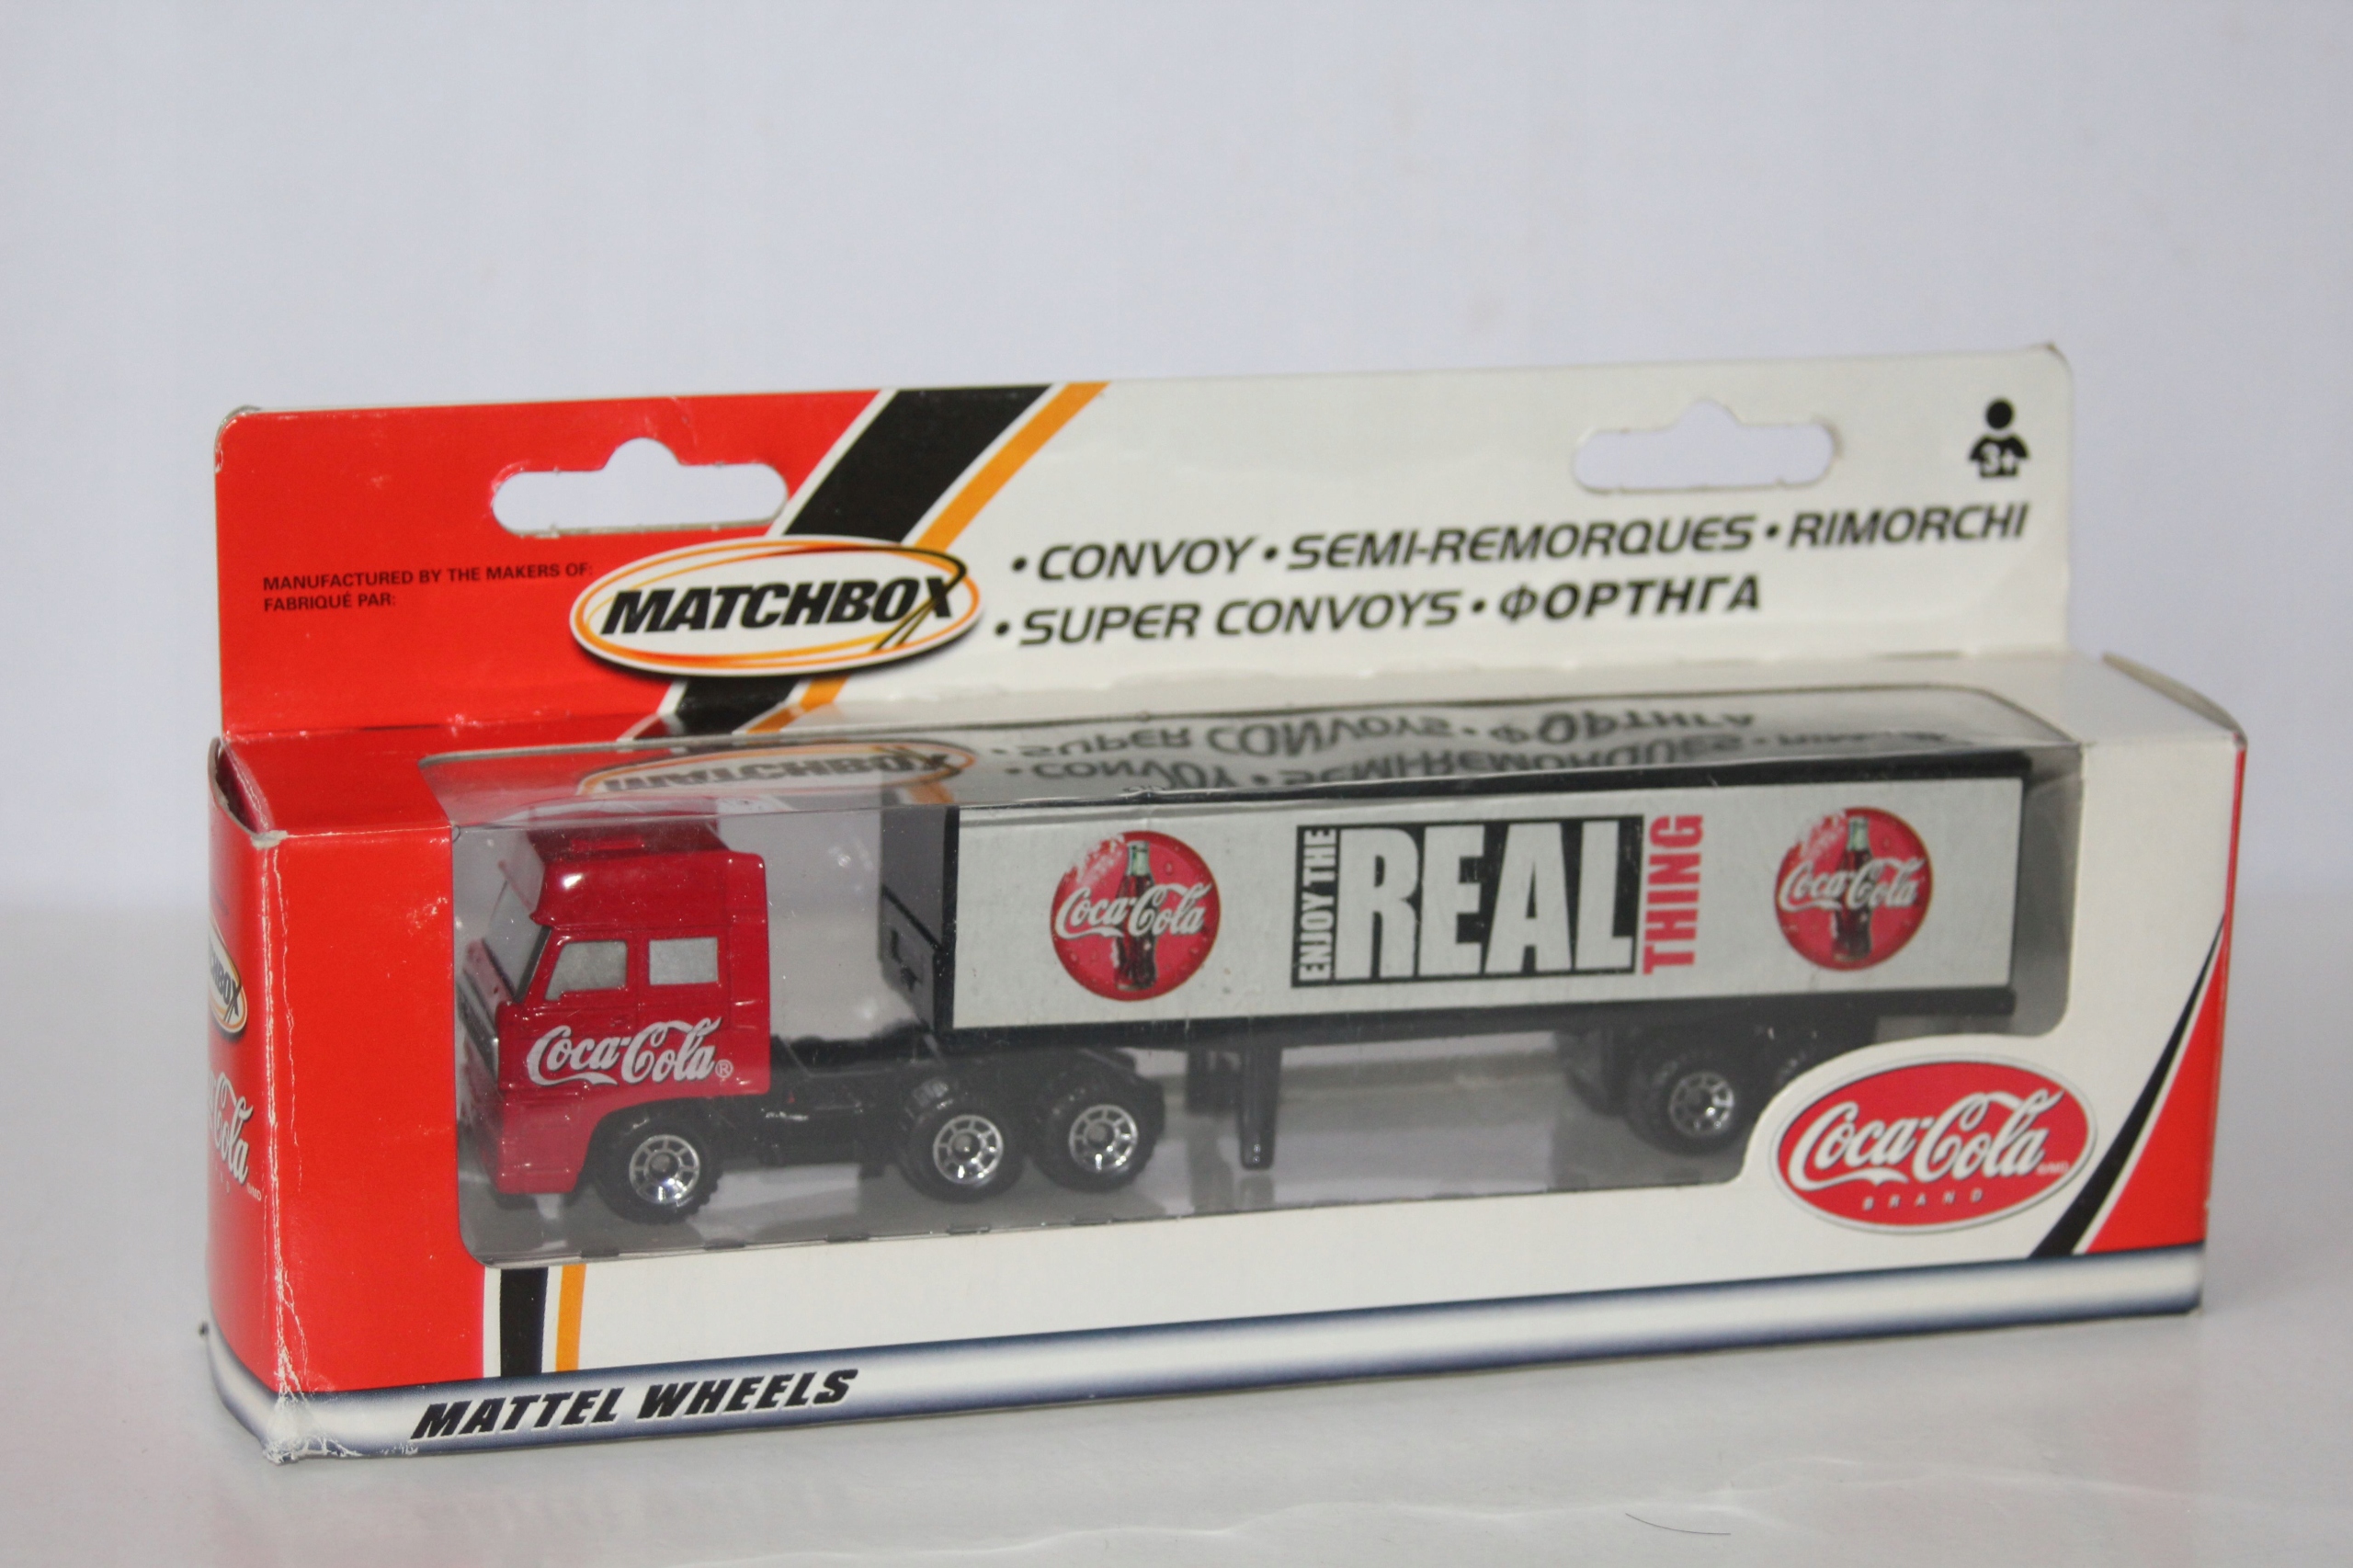 3+
MANUFACTURED BY THE MAKERS OF:
FABRIQUÉ PAR:
MATCHBOX
• CONVOY • SEMI-REMORQUES • RIMORCHI
• SUPER CONVOYS • ΦΟΡΤΗΓΑ
Coca-Cola
ENJOY THE
REAL
THING
Coca-Cola
Coca-Cola®
Coca-Cola
BRAND
MATTEL WHEELS